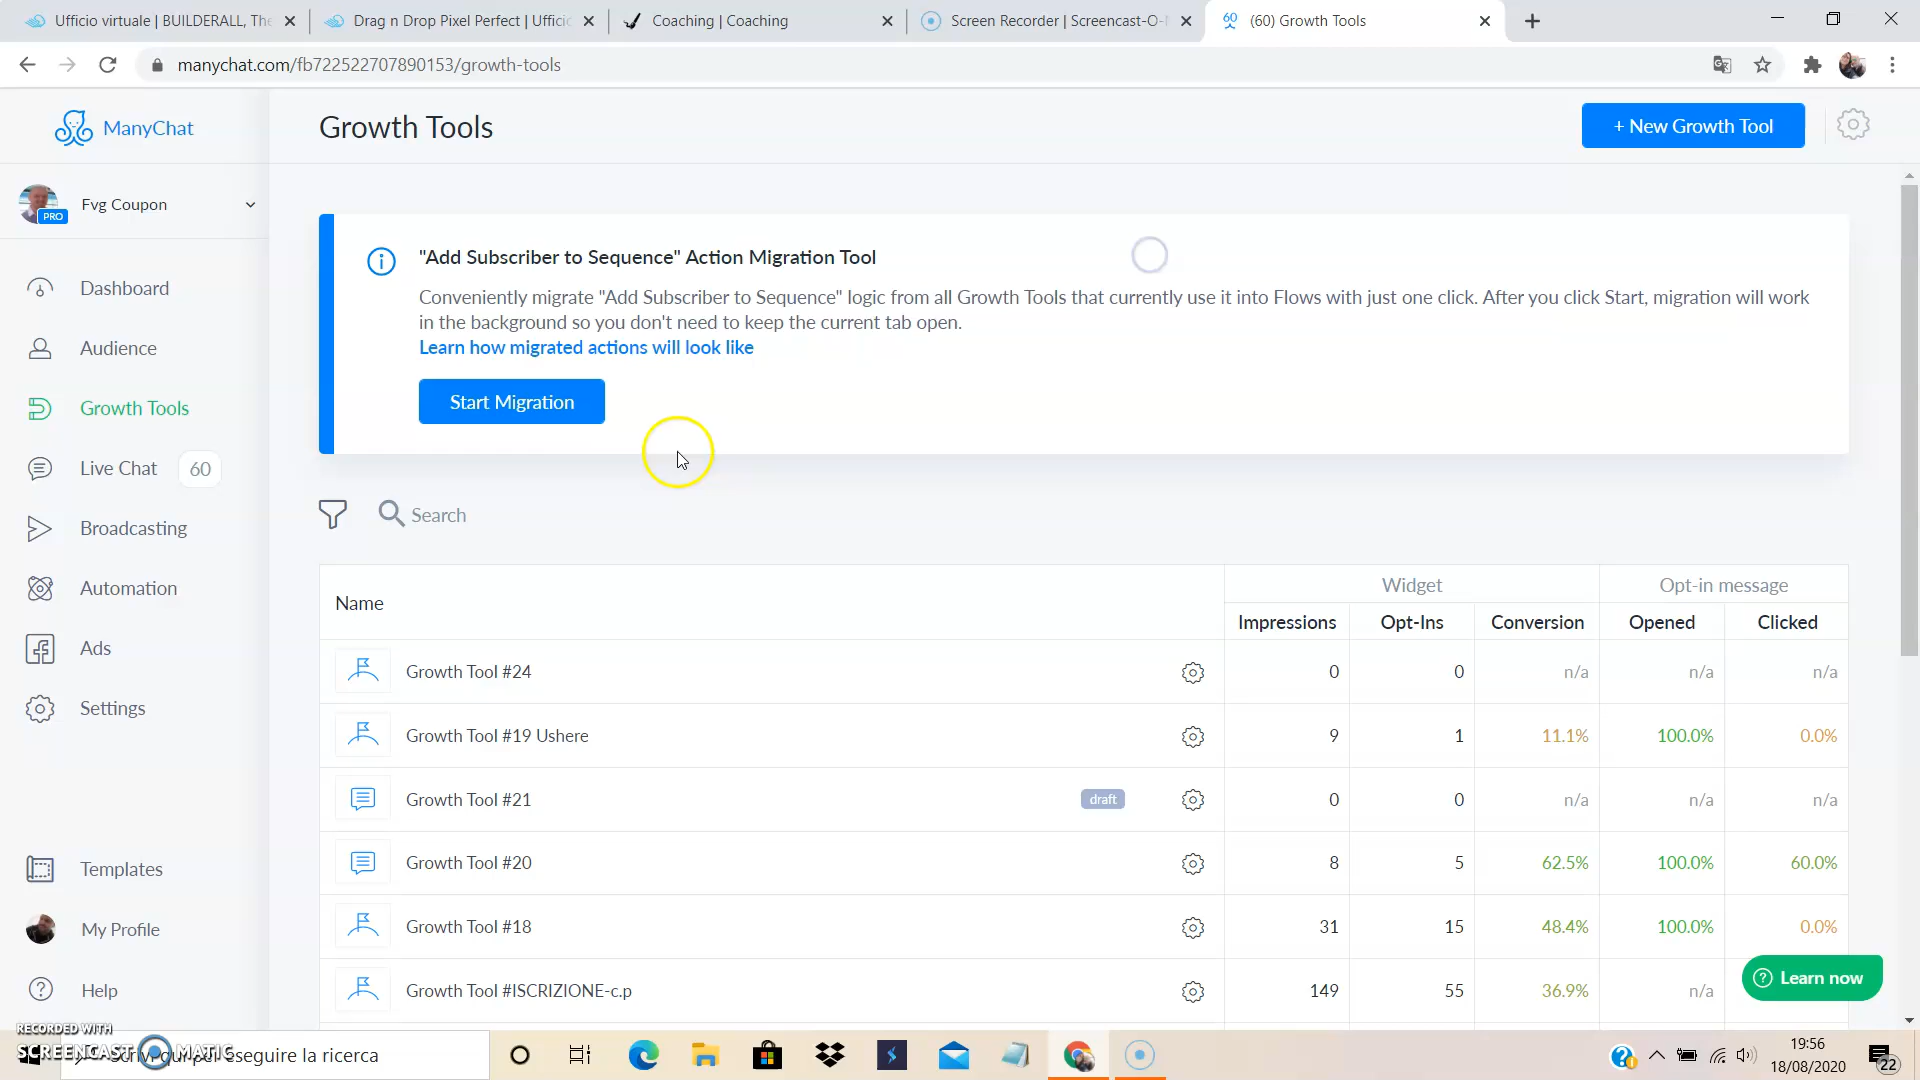 Ufficio virtuale | BUILDERALL, The
Drag n Drop Pixel Perfect | Uffici
Coaching | Coaching
Screen Recorder | Screencast-O-
60
(60) Growth Tools
manychat.com/fb722522707890153/growth-tools
ManyChat
Growth Tools
+ New Growth Tool
PRO
Fvg Coupon
"Add Subscriber to Sequence" Action Migration Tool
Conveniently migrate "Add Subscriber to Sequence" logic from all Growth Tools that currently use it into Flows with just one click. After you click Start, migration will work
in the background so you don't need to keep the current tab open.
Learn how migrated actions will look like
Start Migration
Dashboard
Audience
Growth Tools
Live Chat 60
Broadcasting
Automation
Ads
Settings
Templates
My Profile
Help
Search
Name
Widget
Opt-in message
Impressions Opt-Ins Conversion Opened Clicked
Growth Tool #24 0 0 n/a n/a n/a
Growth Tool #19 Ushere 9 1 11.1% 100.0% 0.0%
Growth Tool #21 draft 0 0 n/a n/a n/a
Growth Tool #20 8 5 62.5% 100.0% 60.0%
Growth Tool #18 31 15 48.4% 100.0% 0.0%
Growth Tool #ISCRIZIONE-c.p 149 55 36.9% n/a
Learn now
RECORDED WITH
SCREENCAST MATIC
Scrivi qui per eseguire la ricerca
19:56
18/08/2020
22